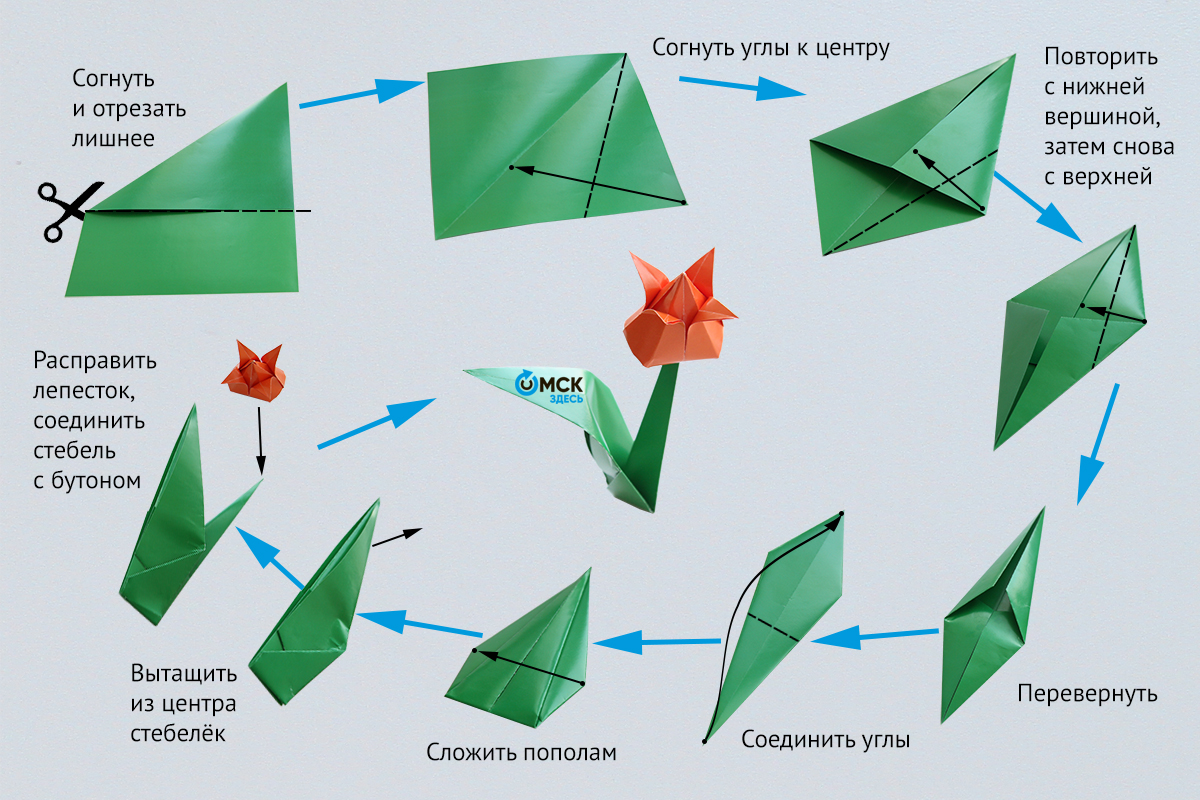 Согнуть
и отрезать
лишнее
Согнуть углы к центру
Повторить
с нижней
вершиной,
затем снова
с верхней
Перевернуть
Соединить углы
Сложить пополам
Вытащить
из центра
стебелёк
Расправить
лепесток,
соединить
стебель
с бутоном
ОМСК
ЗДЕСЬ